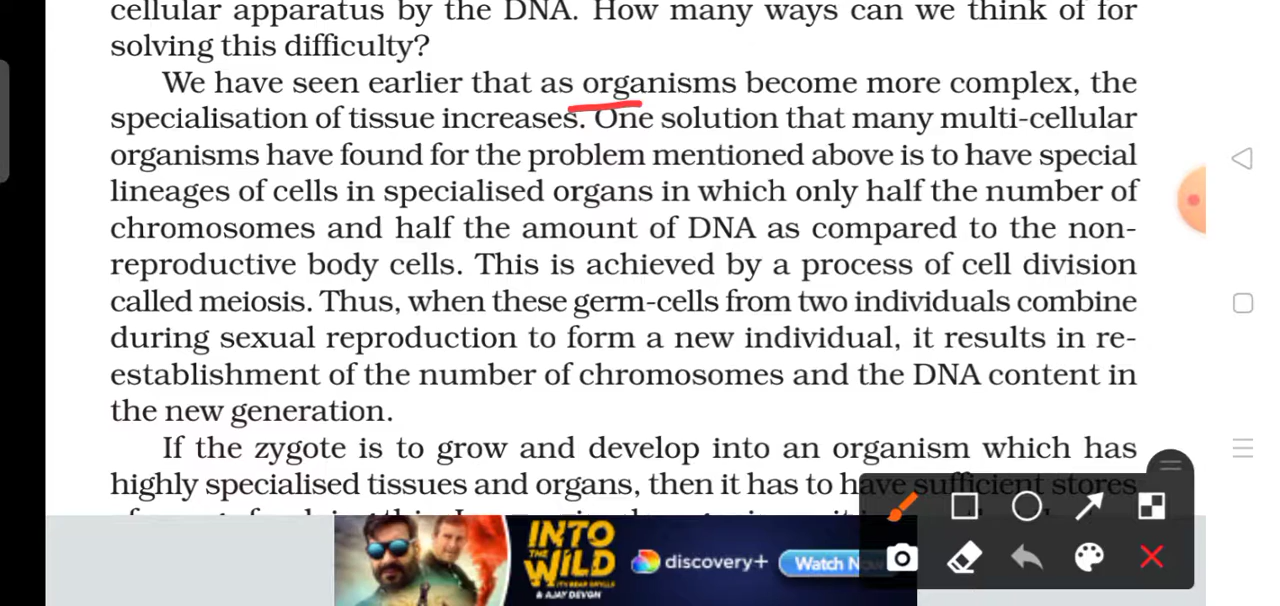 cellular apparatus by the DNA. How many ways can we think of for
solving this difficulty?
We have seen earlier that as organisms become more complex, the
specialisation of tissue increases. One solution that many multi-cellular
organisms have found for the problem mentioned above is to have special
lineages of cells in specialised organs in which only half the number of
chromosomes and half the amount of DNA as compared to the non-
reproductive body cells. This is achieved by a process of cell division
called meiosis. Thus, when these germ-cells from two individuals combine
during sexual reproduction to form a new individual, it results in re-
establishment of the number of chromosomes and the DNA content in
the new generation.
If the zygote is to grow and develop into an organism which has
highly specialised tissues and organs, then it has to have sufficient stores
INTO
THE WiLD
& AJAY DEVGN
discovery+
Watch